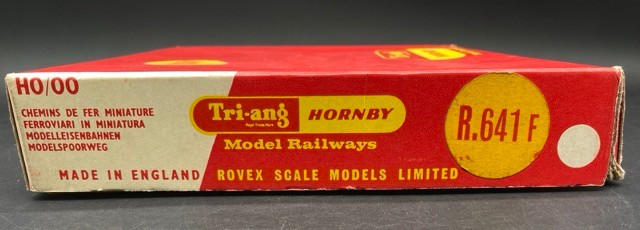 HO/OO
CHEMINS DE FER MINIATURE
FERROVIARI IN MINIATURA
MODELLEISENBAHNEN
MODELSPOORWEG
Tri-ang HORNBY
Model Railways
R.641 F
MADE IN ENGLAND ROVEX SCALE MODELS LIMITED